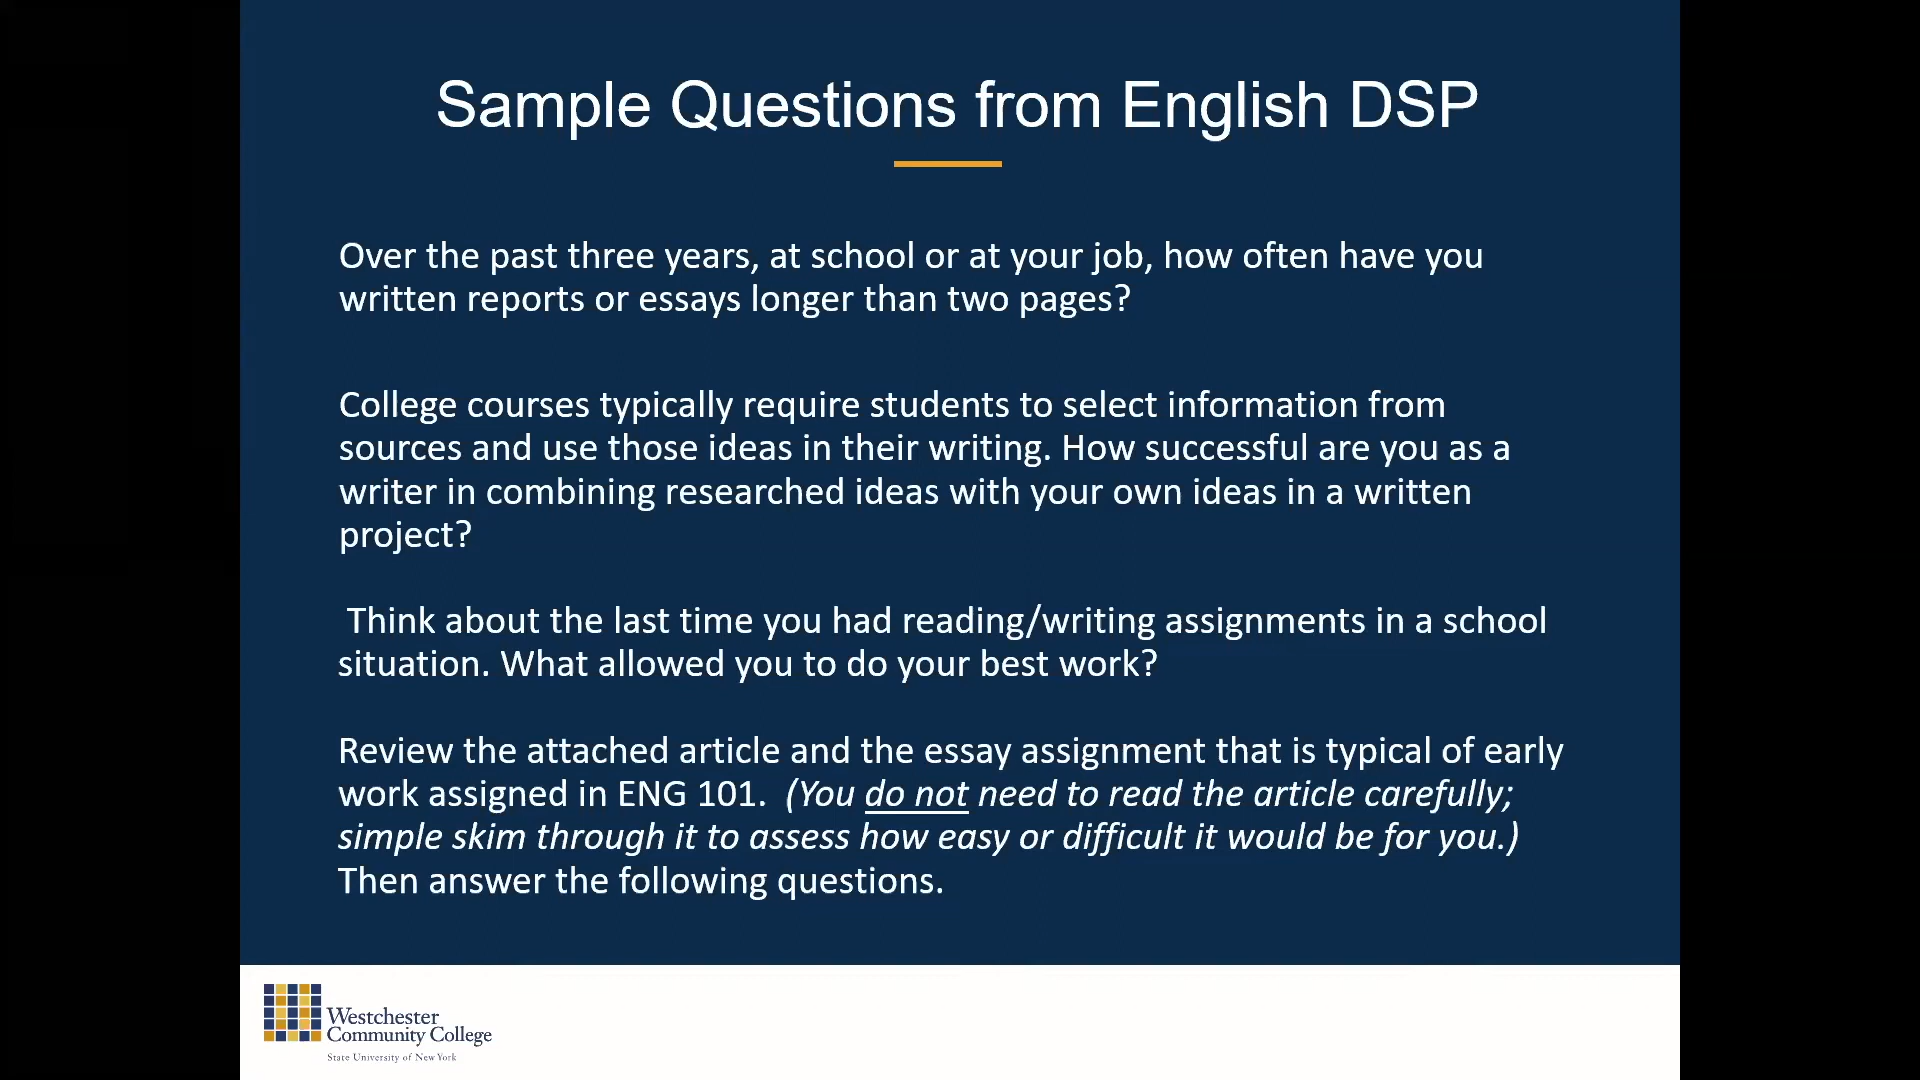 Sample Questions from English DSP
Over the past three years, at school or at your job, how often have you
written reports or essays longer than two pages?
College courses typically require students to select information from
sources and use those ideas in their writing. How successful are you as a
writer in combining researched ideas with your own ideas in a written
project?
Think about the last time you had reading/writing assignments in a school
situation. What allowed you to do your best work?
Review the attached article and the essay assignment that is typical of early
work assigned in ENG 101. (You do not need to read the article carefully;
simple skim through it to assess how easy or difficult it would be for you.)
Then answer the following questions.
Westchester
Community College
State University of New York